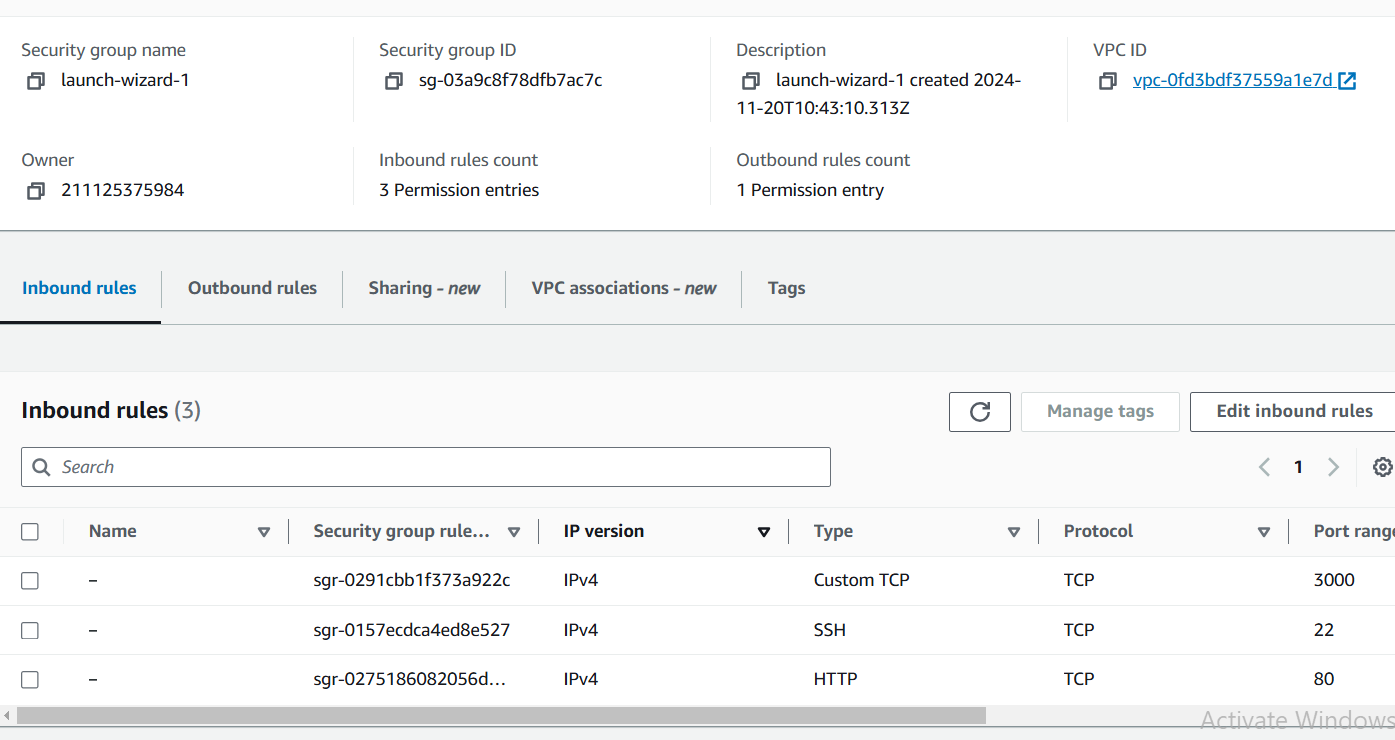 Security group name Security group ID Description VPC ID
launch-wizard-1 sg-03a9c8f78dfb7ac7c launch-wizard-1 created 2024- vpc-0fd3bdf37559a1e7d
11-20T10:43:10.313Z
Owner Inbound rules count Outbound rules count
211125375984 3 Permission entries 1 Permission entry
Inbound rules Outbound rules Sharing - new VPC associations - new Tags
Inbound rules (3) Manage tags Edit inbound rules
Search 1
Name Security group rule... IP version Type Protocol Port range
– sgr-0291cbb1f373a922c IPv4 Custom TCP TCP 3000
– sgr-0157ecdca4ed8e527 IPv4 SSH TCP 22
– sgr-0275186082056d... IPv4 HTTP TCP 80
Activate Windows